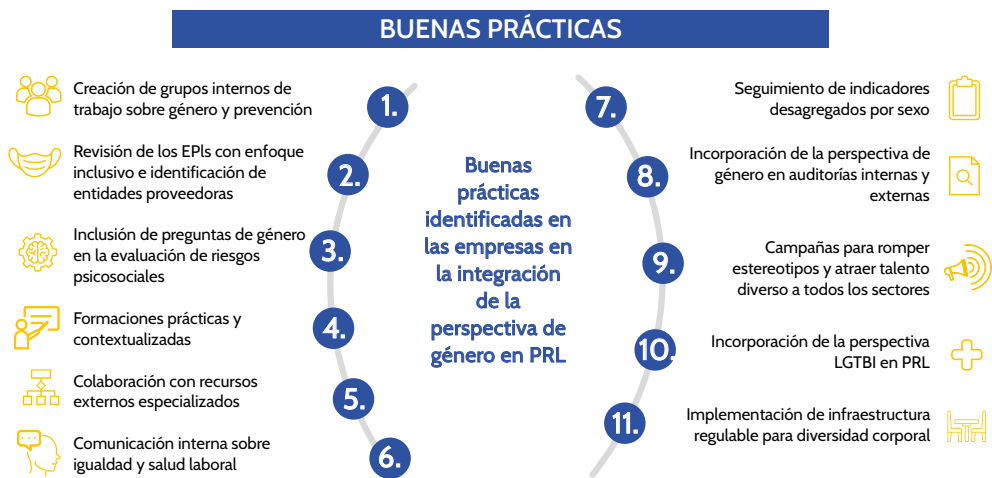 BUENAS PRÁCTICAS
1.
Creación de grupos internos de
trabajo sobre género y prevención
2.
Revisión de los EPIs con enfoque
inclusivo e identificación de
entidades proveedoras
3.
Inclusión de preguntas de género
en la evaluación de riesgos
psicosociales
4.
Formaciones prácticas y
contextualizadas
5.
Colaboración con recursos
externos especializados
6.
Comunicación interna sobre
igualdad y salud laboral
Buenas
prácticas
identificadas en
las empresas en
la integración
de la
perspectiva de
género en PRL
7.
Seguimiento de indicadores
desagregados por sexo
8.
Incorporación de la perspectiva de
género en auditorías internas y
externas
9.
Campañas para romper
estereotipos y atraer talento
diverso a todos los sectores
10.
Incorporación de la perspectiva
LGTBI en PRL
11.
Implementación de infraestructura
regulable para diversidad corporal